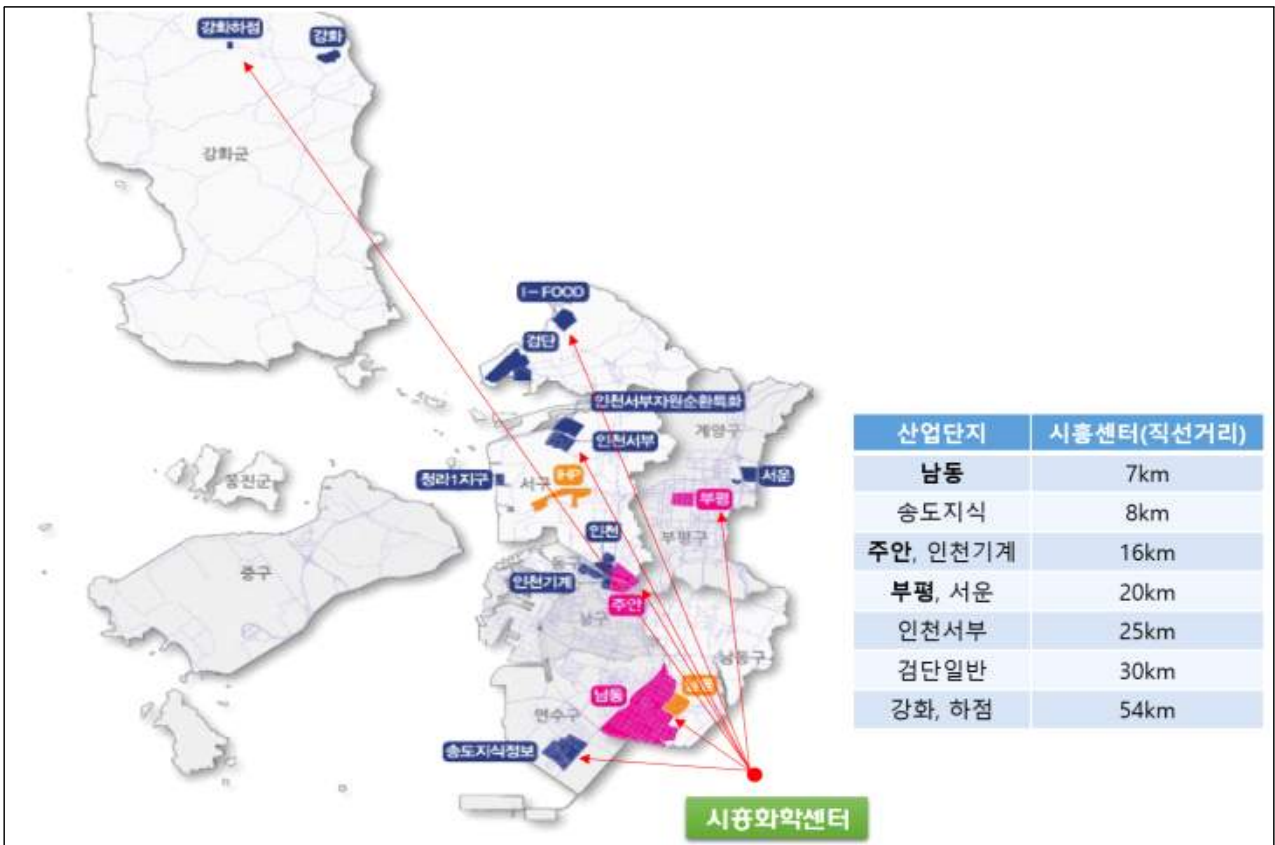 강화하점
강화
강화군
I-FOOD
검단
인천서부자원순환특화
계양구
인천서부
청라1지구
서구
IHP
서운
옹진군
부평
인천
부평구
중구
동구
인천기계
주안
남구
남동구
남동
연수구
송도지식정보
시흥화학센터
산업단지 시흥센터(직선거리)
남동 7km
송도지식 8km
주안, 인천기계 16km
부평, 서운 20km
인천서부 25km
검단일반 30km
강화, 하점 54km